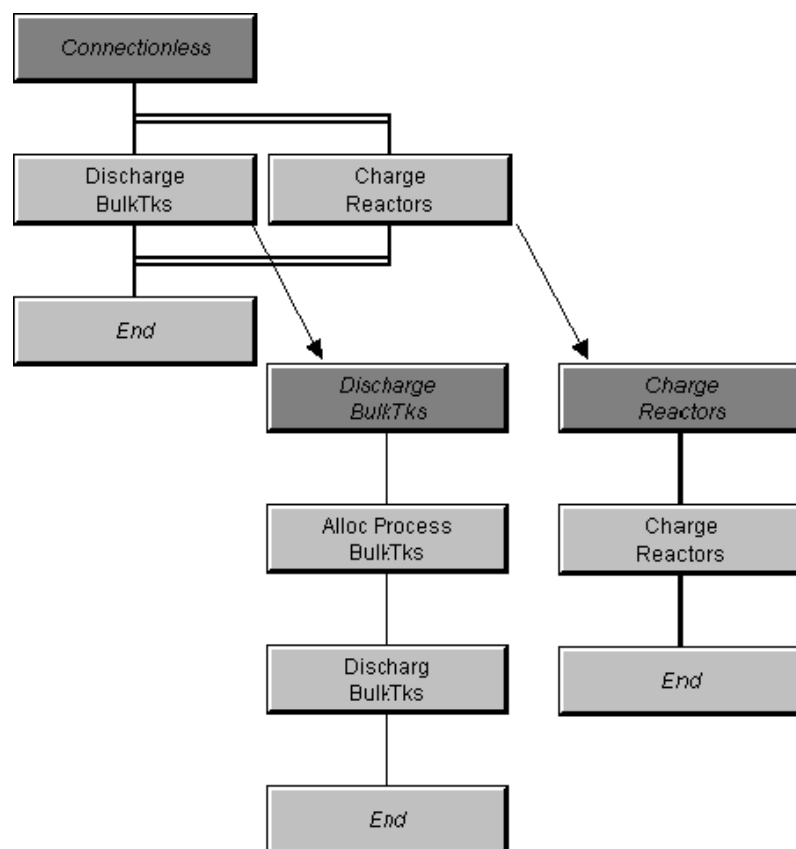 Connectionless
Discharge
BulkTks
Charge
Reactors
End
Discharge
BulkTks
Charge
Reactors
Alloc Process
BulkTks
Charge
Reactors
Discharg
BulkTks
End
End